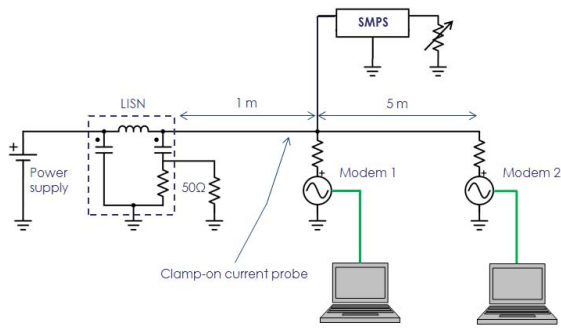 SMPS
LISN
1 m
5 m
+
Power
supply
50Ω
+
Modem 1
+
Modem 2
Clamp-on current probe